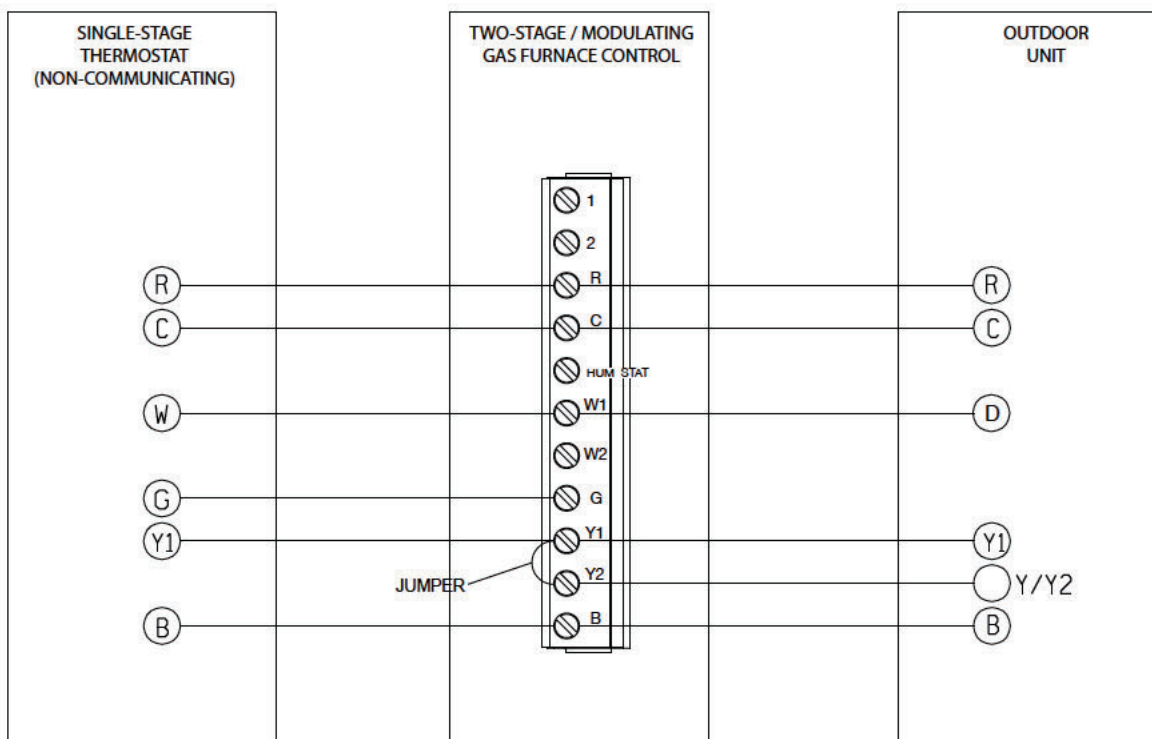 SINGLE-STAGE
THERMOSTAT
(NON-COMMUNICATING)
TWO-STAGE / MODULATING
GAS FURNACE CONTROL
OUTDOOR
UNIT
1
2
R R R
C C C
HUM STAT
W W1 D
W2
G G
Y1 Y1 Y1
JUMPER Y2 Y/Y2
B B B